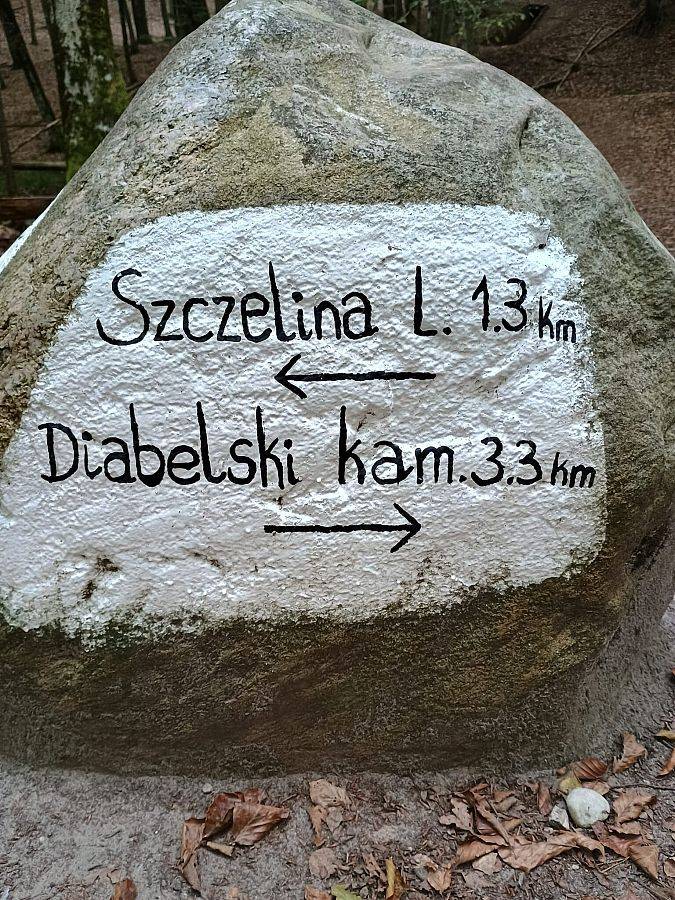 Szczelina L. 1.3 km
←
Diabelski kam. 3.3 km
→